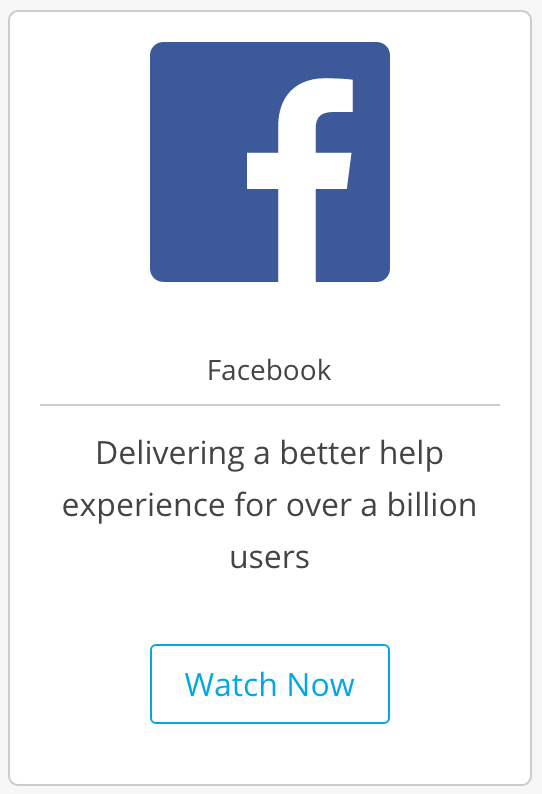 f
Facebook
Delivering a better help
experience for over a billion
users
Watch Now